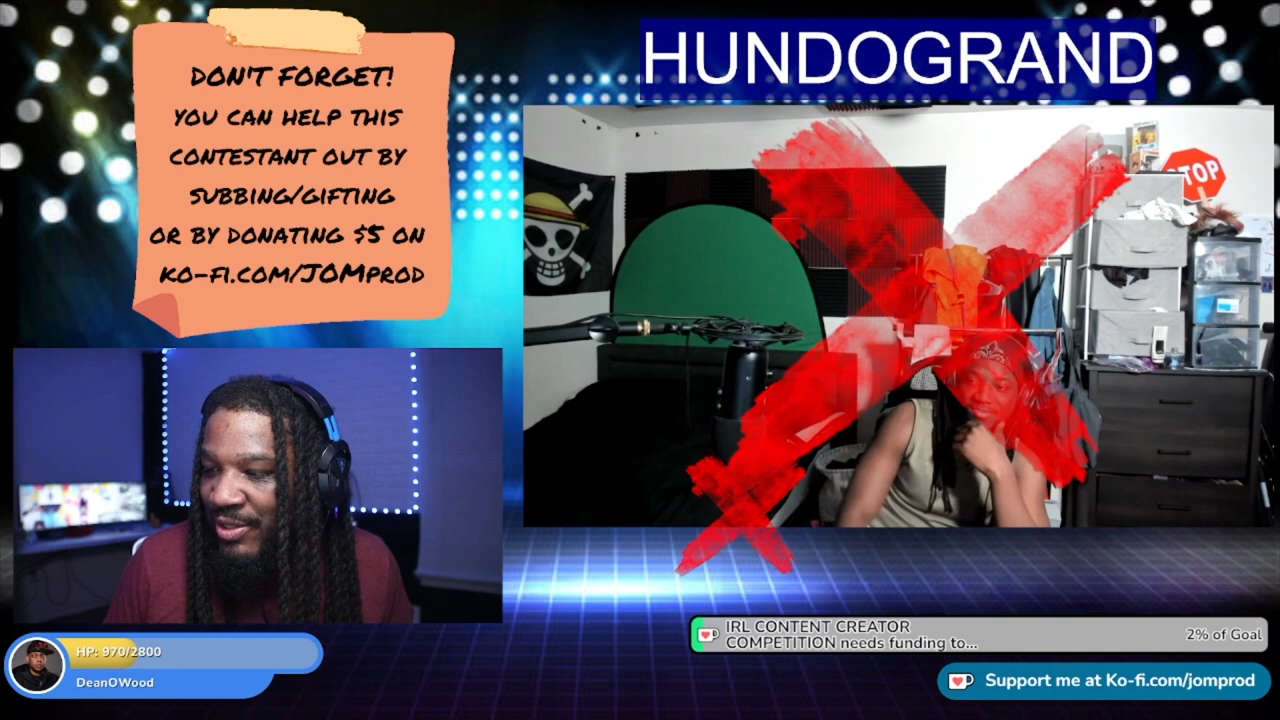 DON'T FORGET!
YOU CAN HELP THIS
CONTESTANT OUT BY
SUBBING/GIFTING
OR BY DONATING $5 ON
KO-FI.COM/JOMPROD
HUNDOGRAND
STOP
HP: 970/2800
DeanOWood
IRL CONTENT CREATOR
COMPETITION needs funding to...
2% of Goal
Support me at Ko-fi.com/jomprod